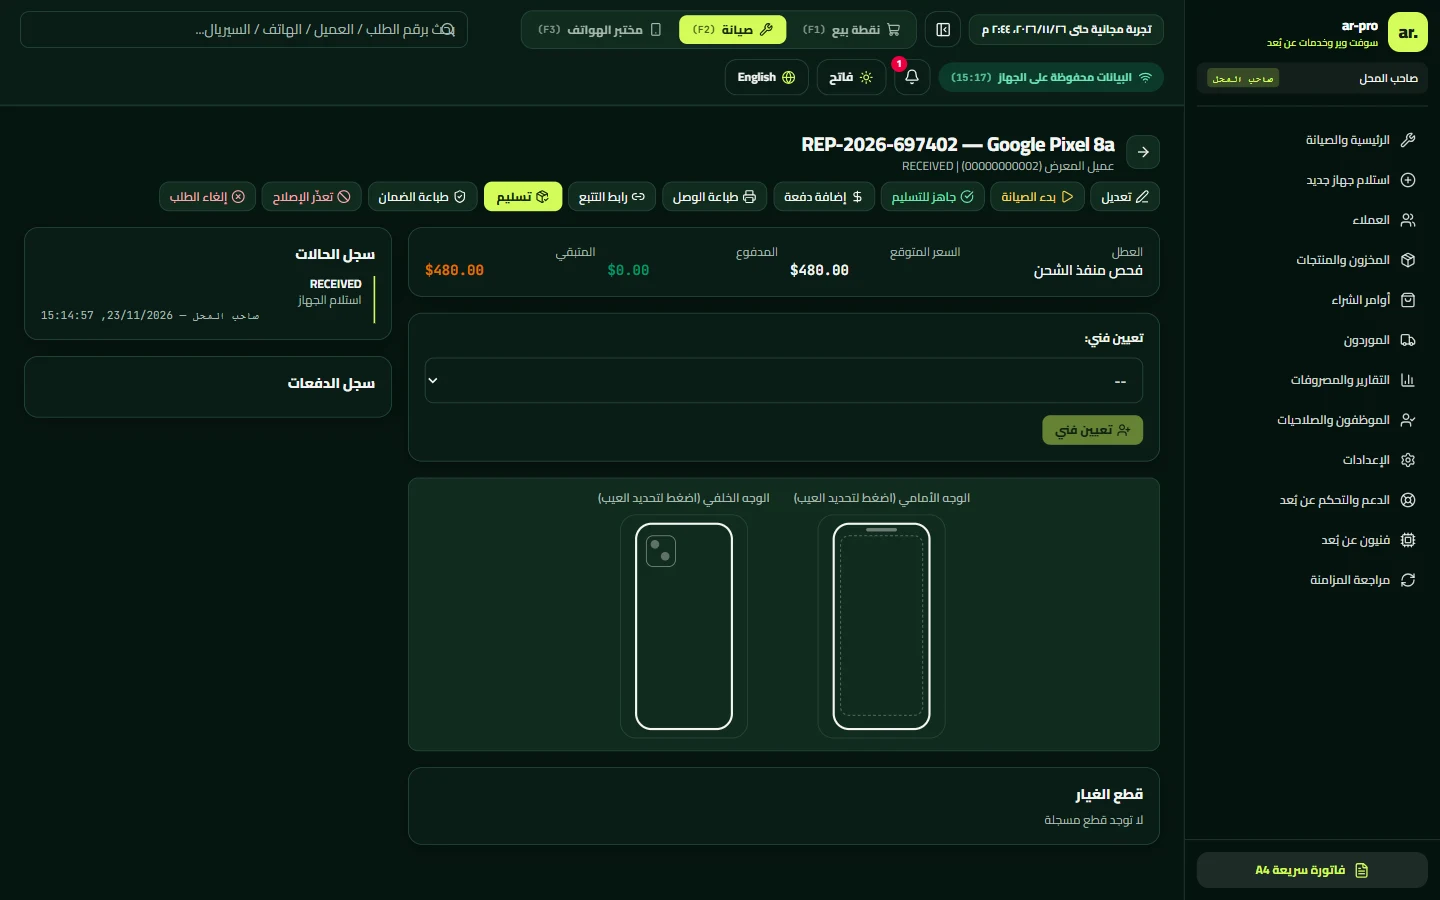 ar.
ar-pro
سوفت وير وخدمات عن بُعد
صاحب المحل
صاحب المحل
الرئيسية والصيانة
استلام جهاز جديد
العملاء
المخزون والمنتجات
أوامر الشراء
الموردون
التقارير والمصروفات
الموظفون والصلاحيات
الإعدادات
الدعم والتحكم عن بُعد
فنيون عن بُعد
مراجعة المزامنة
فاتورة سريعة A4
تجربة مجانية حتى ٢٠٢٦/١١/٢٦، ٢:٤٤ م
نقطة بيع (F1)
صيانة (F2)
مختبر الهواتف (F3)
برقم الطلب / العميل / الهاتف / السيريال...
البيانات محفوظة على الجهاز (15:17)
1
فاتح
English
REP-2026-697402 — Google Pixel 8a
عميل المعرض (00000000002) | RECEIVED
تعديل
بدء الصيانة
جاهز للتسليم
إضافة دفعة
طباعة الوصل
رابط التتبع
تسليم
طباعة الضمان
تعذّر الإصلاح
إلغاء الطلب
العطل
فحص منفذ الشحن
السعر المتوقع
$480.00
المدفوع
$0.00
المتبقي
$480.00
تعيين فني:
--
تعيين فني
الوجه الأمامي (اضغط لتحديد العيب)
الوجه الخلفي (اضغط لتحديد العيب)
قطع الغيار
لا توجد قطع مسجلة
سجل الحالات
RECEIVED
استلام الجهاز
صاحب المحل — 23/11/2026, 15:14:57
سجل الدفعات